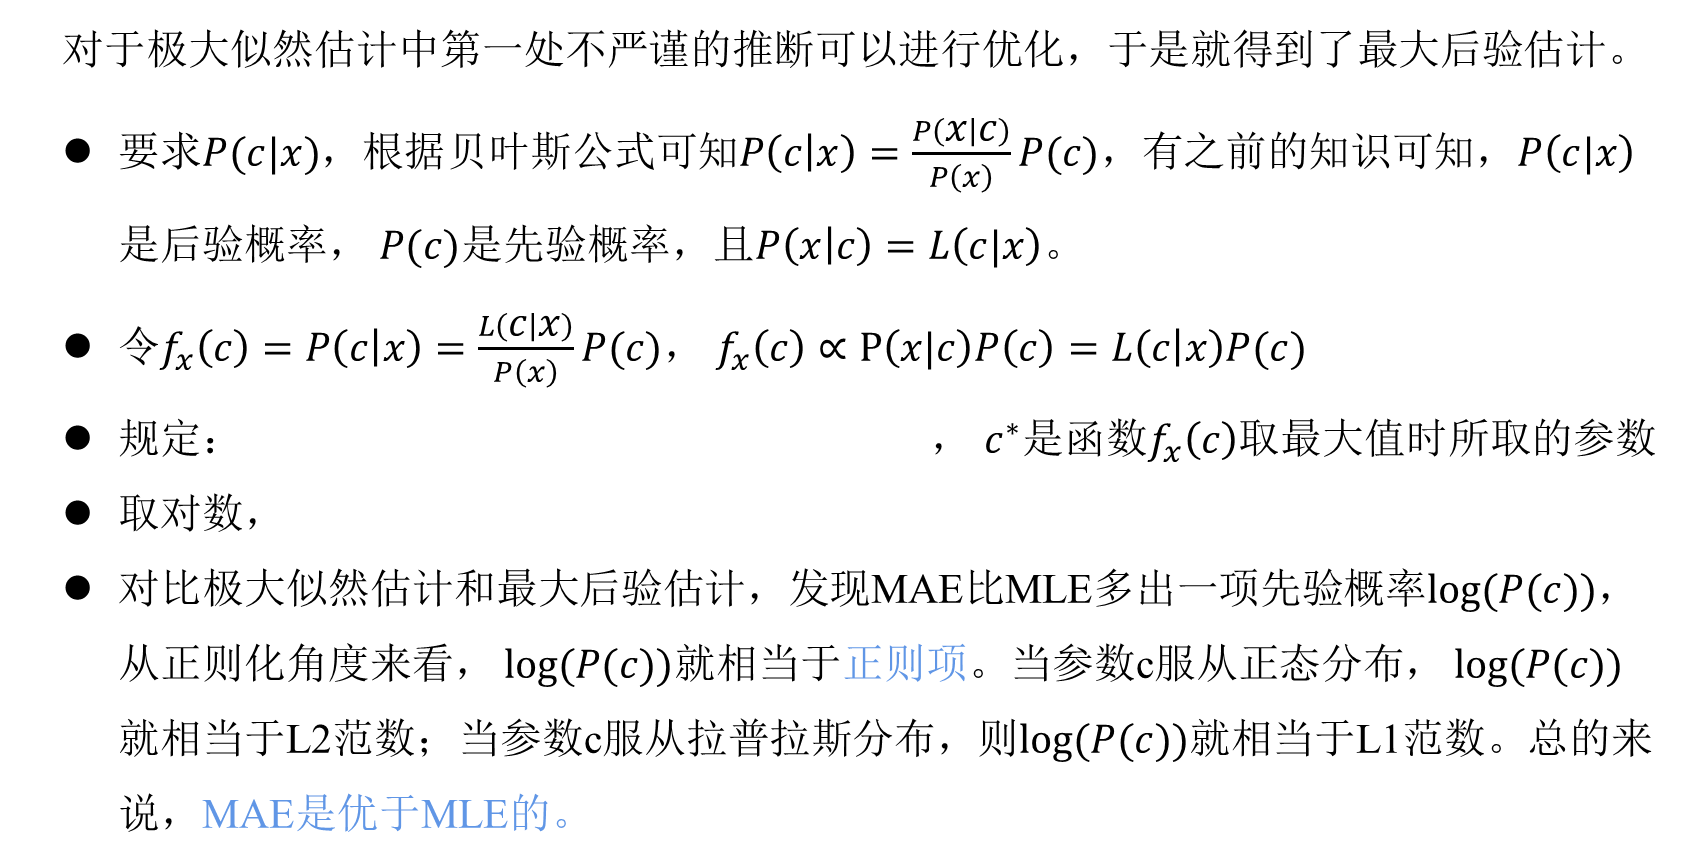 对于极大似然估计中第一处不严谨的推断可以进行优化，于是就得到了最大后验估计。
● 要求P(c|x)，根据贝叶斯公式可知P(c|x) = \frac{P(x|c)}{P(x)} P(c)，有之前的知识可知，P(c|x)
是后验概率， P(c)是先验概率，且P(x|c) = L(c|x)。
● 令f_x(c) = P(c|x) = \frac{L(c|x)}{P(x)} P(c)， f_x(c) ∝ P(x|c)P(c) = L(c|x)P(c)
● 规定： ， c*是函数f_x(c)取最大值时所取的参数
● 取对数，
● 对比极大似然估计和最大后验估计，发现MAE比MLE多出一项先验概率log(P(c))，
从正则化角度来看， log(P(c))就相当于正则项。当参数c服从正态分布， log(P(c))
就相当于L2范数；当参数c服从拉普拉斯分布，则log(P(c))就相当于L1范数。总的来
说，MAE是优于MLE的。